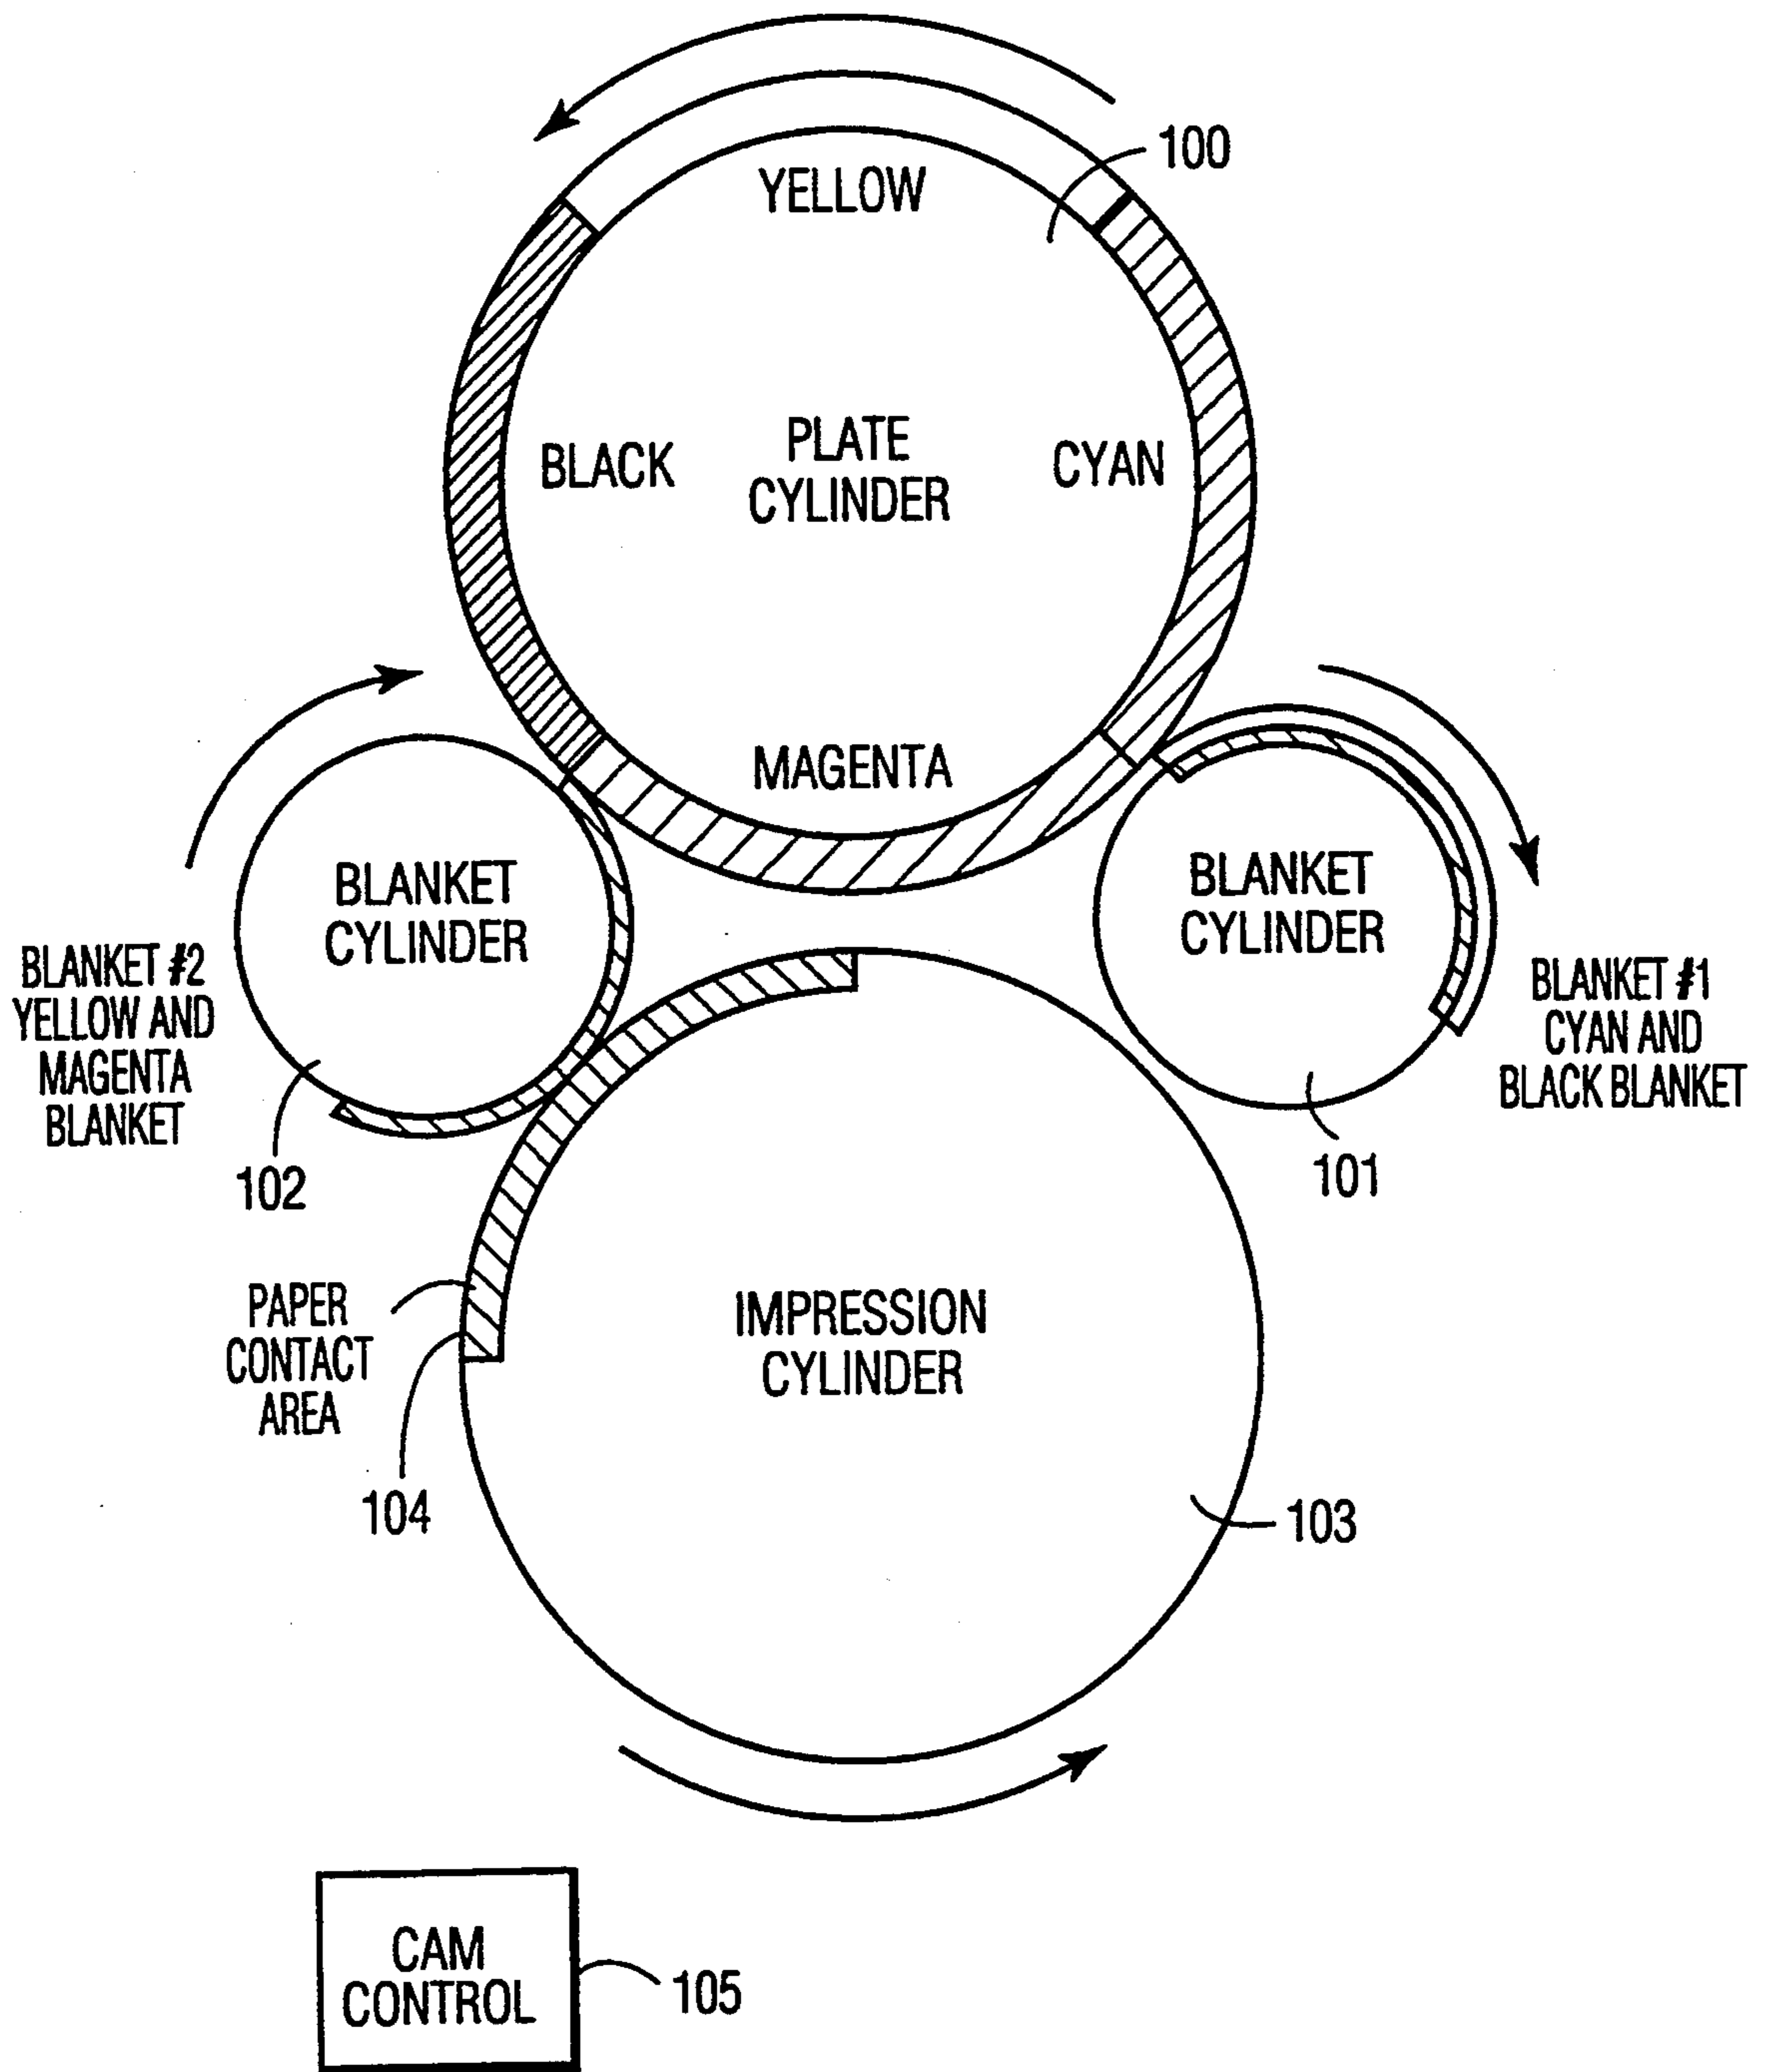 100
YELLOW
BLACK
PLATE
CYLINDER
CYAN
MAGENTA
BLANKET
CYLINDER
BLANKET
CYLINDER
BLANKET #2
YELLOW AND
MAGENTA
BLANKET
BLANKET #1
CYAN AND
BLACK BLANKET
102
101
PAPER
CONTACT
AREA
IMPRESSION
CYLINDER
104
103
CAM
CONTROL
105